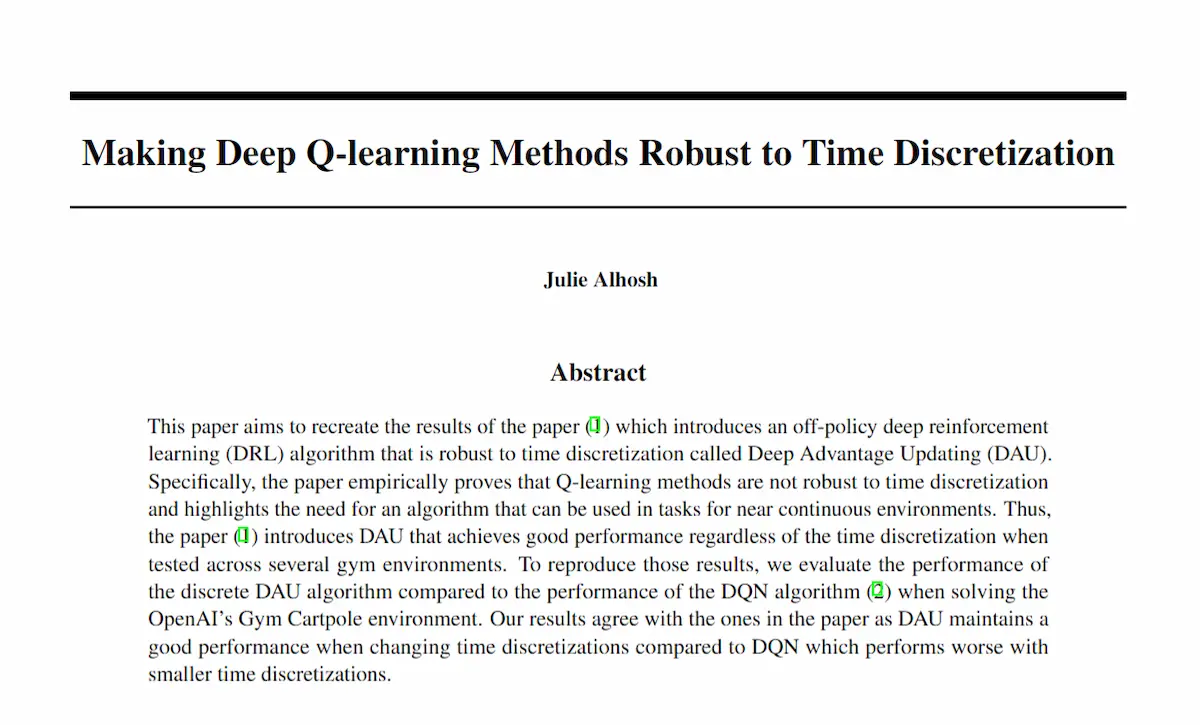 Making Deep Q-learning Methods Robust to Time Discretization
Julie Alhosh
Abstract
This paper aims to recreate the results of the paper (1) which introduces an off-policy deep reinforcement
learning (DRL) algorithm that is robust to time discretization called Deep Advantage Updating (DAU).
Specifically, the paper empirically proves that Q-learning methods are not robust to time discretization
and highlights the need for an algorithm that can be used in tasks for near continuous environments. Thus,
the paper (1) introduces DAU that achieves good performance regardless of the time discretization when
tested across several gym environments. To reproduce those results, we evaluate the performance of
the discrete DAU algorithm compared to the performance of the DQN algorithm (2) when solving the
OpenAI's Gym Cartpole environment. Our results agree with the ones in the paper as DAU maintains a
good performance when changing time discretizations compared to DQN which performs worse with
smaller time discretizations.